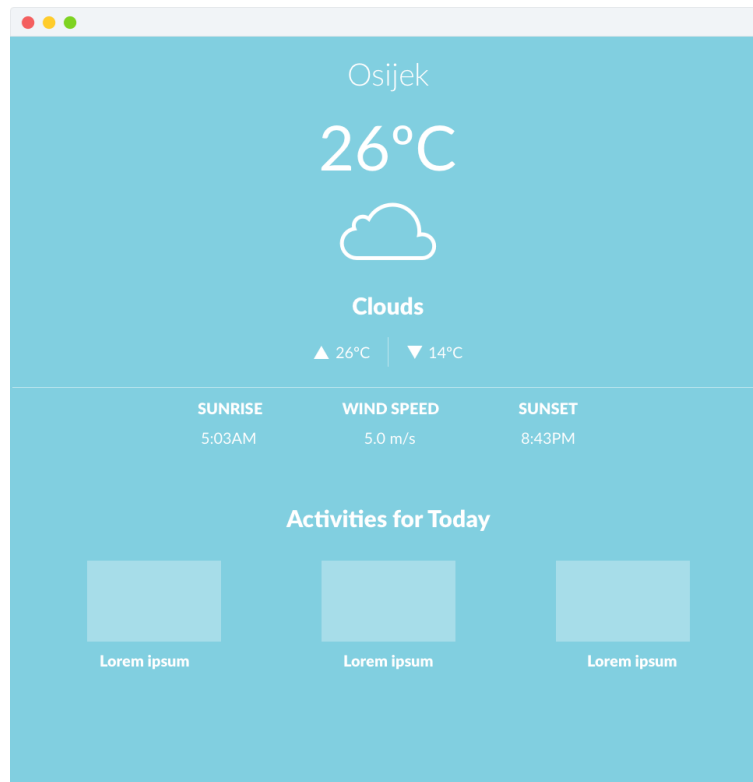 Osijek
26°C
Clouds
26°C 14°C
SUNRISE WIND SPEED SUNSET
5:03AM 5.0 m/s 8:43PM
Activities for Today
Lorem ipsum Lorem ipsum Lorem ipsum